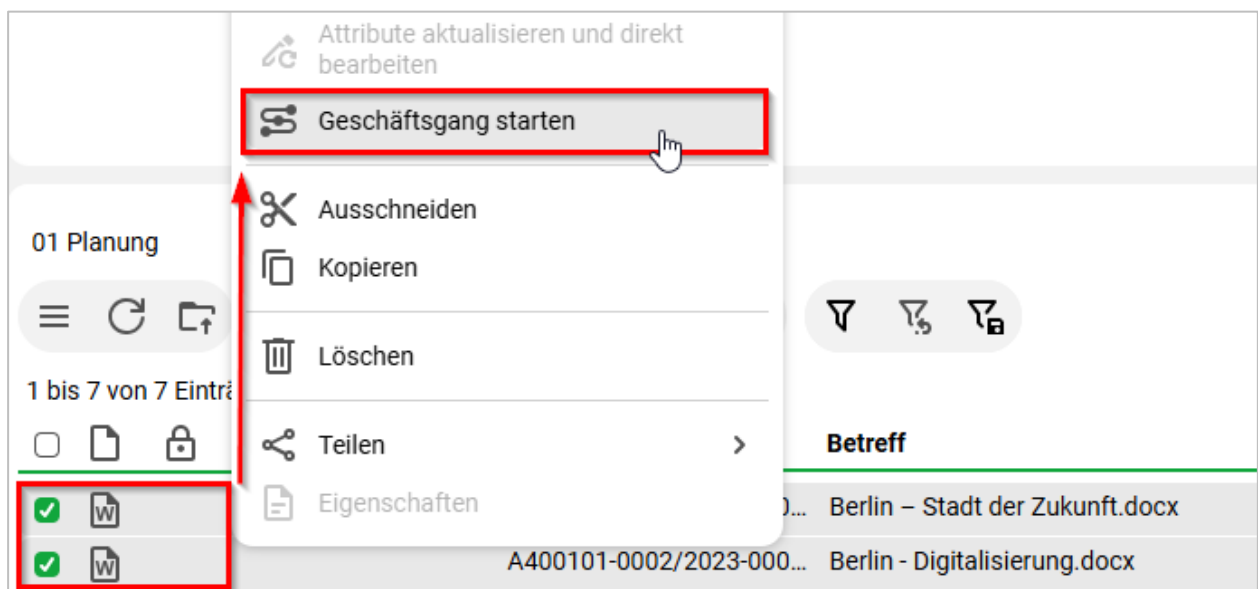 Attribute aktualisieren und direkt
bearbeiten
Geschäftsgang starten
Ausschneiden
01 Planung
Kopieren
Löschen
1 bis 7 von 7 Einträ
Teilen
Betreff
Eigenschaften
0... Berlin – Stadt der Zukunft.docx
A400101-0002/2023-000... Berlin - Digitalisierung.docx